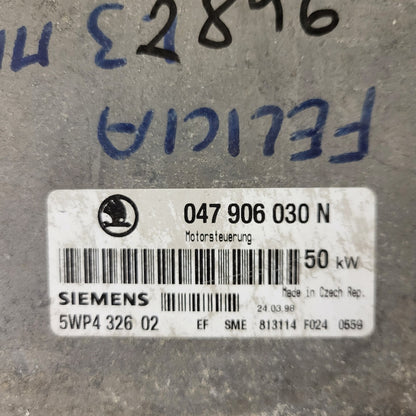 2896
FELICIA
047 906 030 N
Motorsteuerung
50 kW
SIEMENS
Made in Czech Rep.
24.03.98
5WP4 326 02 EF SME 813114 F024 0559